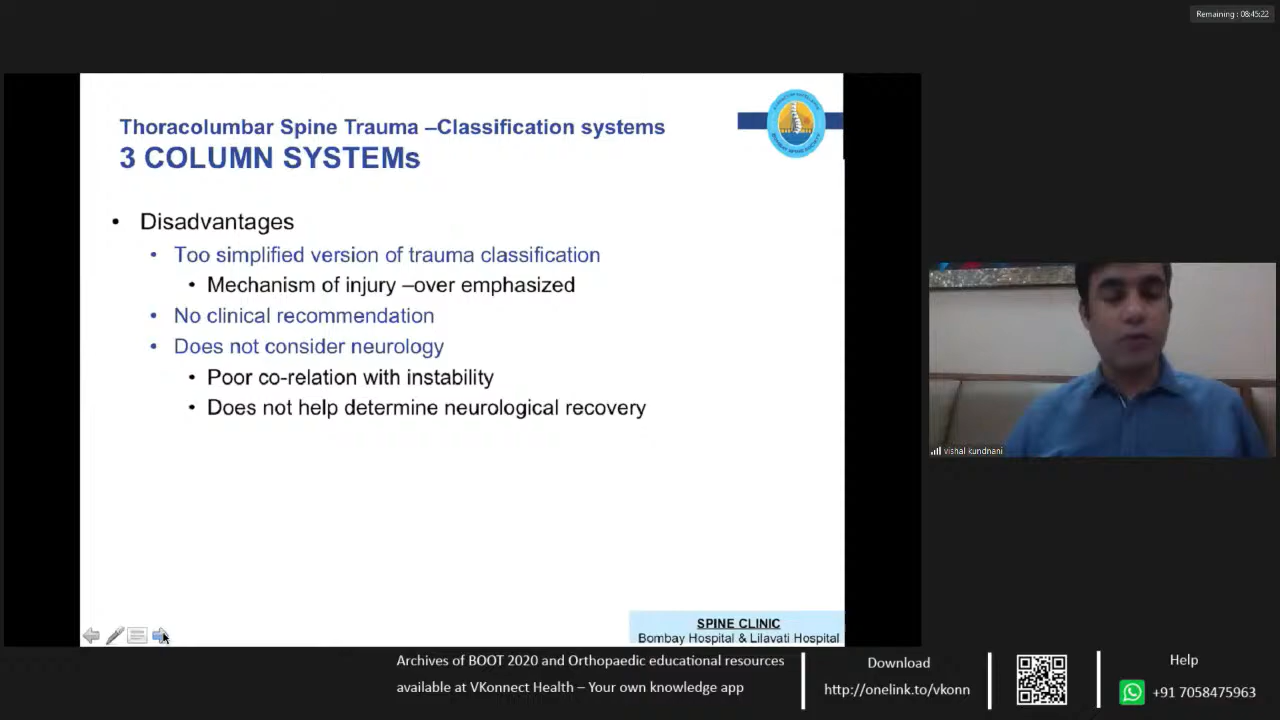 Remaining : 08:45:22
Thoracolumbar Spine Trauma –Classification systems
3 COLUMN SYSTEMs
• Disadvantages
• Too simplified version of trauma classification
• Mechanism of injury –over emphasized
• No clinical recommendation
• Does not consider neurology
• Poor co-relation with instability
• Does not help determine neurological recovery
SPINE CLINIC
Bombay Hospital & Lilavati Hospital
vishal kundnani
Archives of BOOT 2020 and Orthopaedic educational resources
available at VKonnect Health – Your own knowledge app
Download
http://onelink.to/vkonn
Help
+91 7058475963